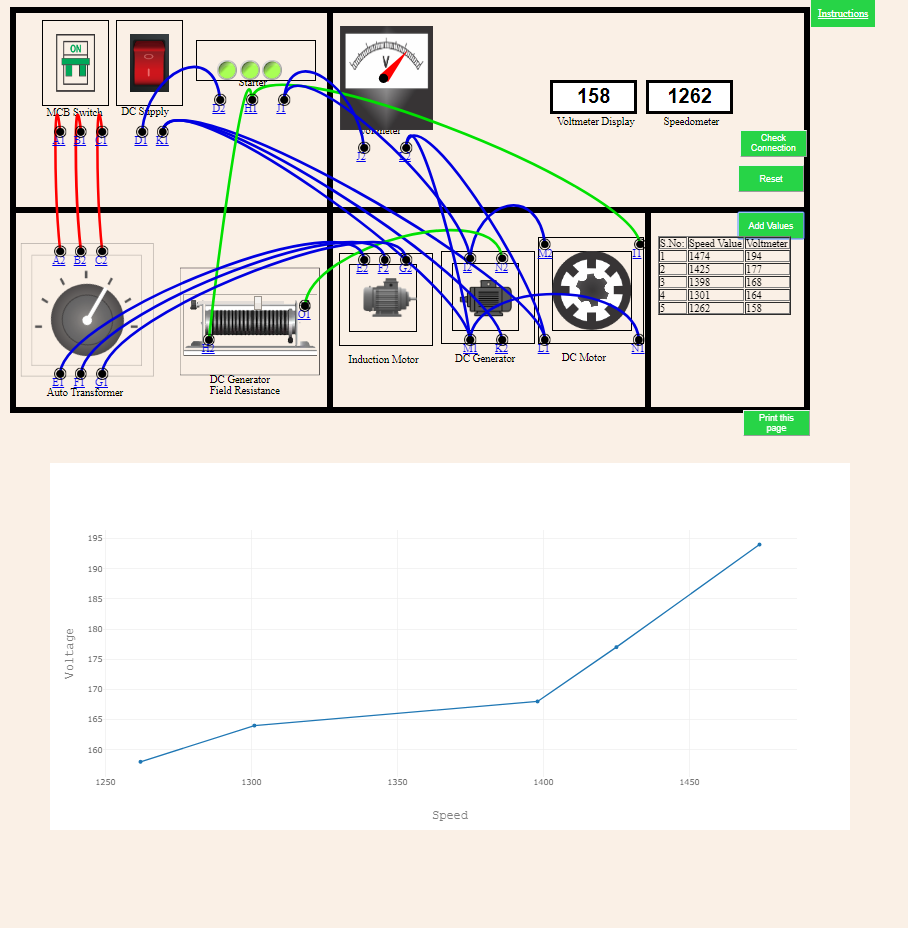 Instructions
ON
MCB Switch
DC Supply
Starter
V
Voltmeter
158
1262
Voltmeter Display
Speedometer
Check
Connection
Reset
Add Values
D2
H1
J1
A1
B1
C1
D1
K1
J2
L2
A2
B2
C2
E2
F2
G2
I2
N2
M2
I1
S.No:
Speed Value
Voltmeter
1
1474
194
2
1425
177
3
1398
168
4
1301
164
5
1262
158
O1
H2
M1
K2
L1
N1
E1
F1
G1
Auto Transformer
DC Generator
Field Resistance
Induction Motor
DC Generator
DC Motor
Print this
page
195
190
185
180
175
170
165
160
Voltage
1250
1300
1350
1400
1450
Speed